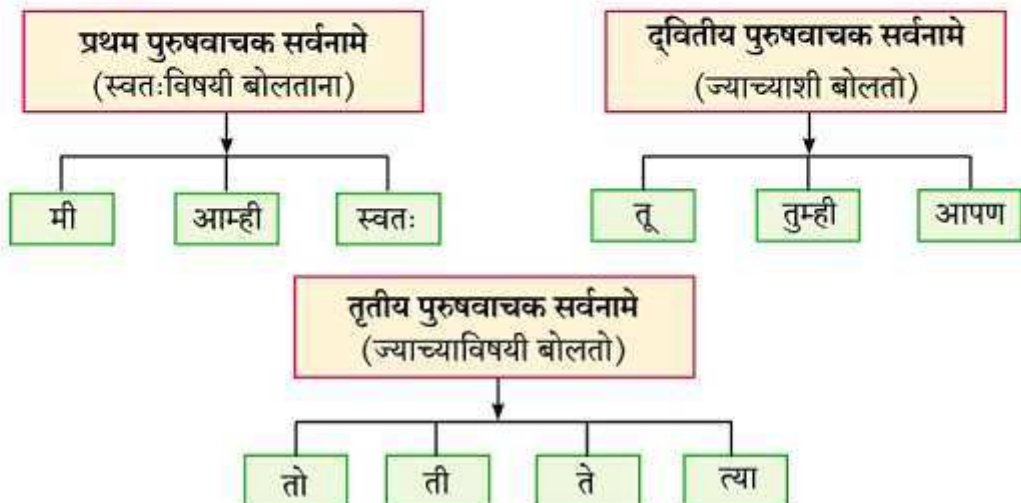 प्रथम पुरुषवाचक सर्वनामे
(स्वतःविषयी बोलताना)
मी
आम्ही
स्वतः
द्‌वितीय पुरुषवाचक सर्वनामे
(ज्याच्याशी बोलतो)
तू
तुम्ही
आपण
तृतीय पुरुषवाचक सर्वनामे
(ज्याच्याविषयी बोलतो)
तो
ती
ते
त्या